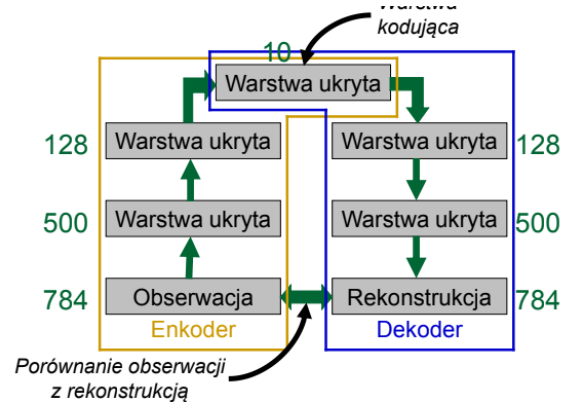 Warstwa
kodująca
10
Warstwa ukryta
128 Warstwa ukryta Warstwa ukryta 128
500 Warstwa ukryta Warstwa ukryta 500
784 Obserwacja Rekonstrukcja 784
Enkoder Dekoder
Porównanie obserwacji
z rekonstrukcją